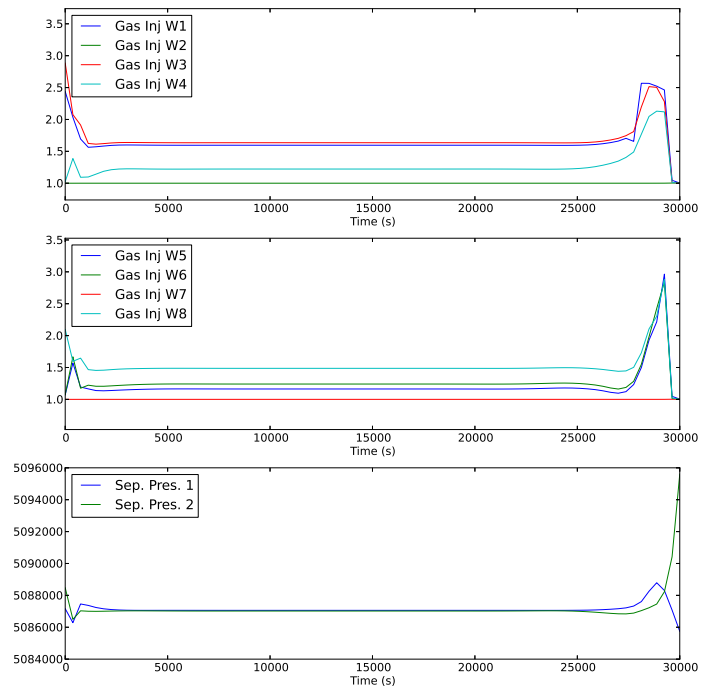 3.5
3.0
2.5
2.0
1.5
1.0
Gas Inj W1
Gas Inj W2
Gas Inj W3
Gas Inj W4
0 5000 10000 15000 20000 25000 30000
Time (s)
3.5
3.0
2.5
2.0
1.5
1.0
Gas Inj W5
Gas Inj W6
Gas Inj W7
Gas Inj W8
0 5000 10000 15000 20000 25000 30000
Time (s)
5096000
5094000
5092000
5090000
5088000
5086000
5084000
Sep. Pres. 1
Sep. Pres. 2
0 5000 10000 15000 20000 25000 30000
Time (s)